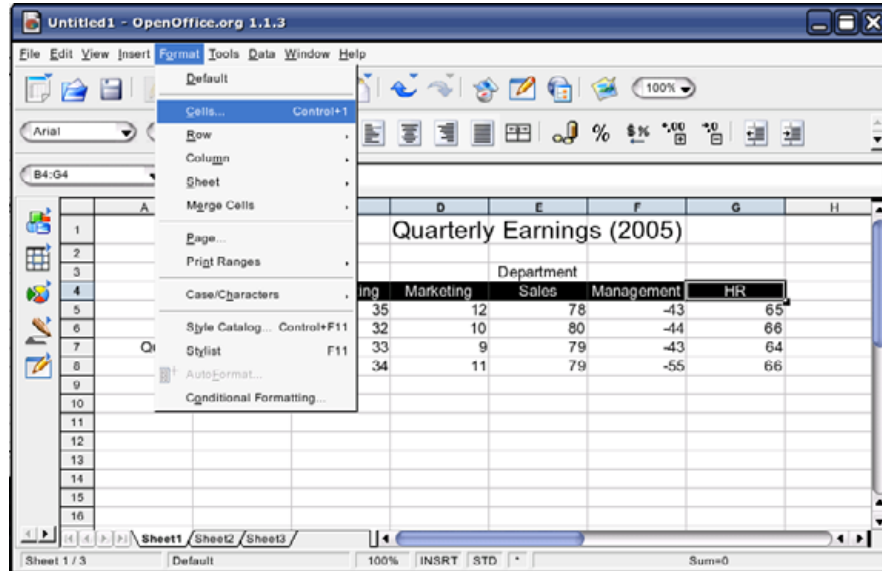 Untitled1 - OpenOffice.org 1.1.3
File Edit View Insert Format Tools Data Window Help
Default
Cells... Control+1
Row
Column
Sheet
Merge Cells
Page...
Print Ranges
Case/Characters
Style Catalog... Control+F11
Stylist F11
AutoFormat...
Conditional Formatting...
100%
Arial
% $% .00 .0
B4:G4
A D E F G H
1 Quarterly Earnings (2005)
2
3 Department
4 ing Marketing Sales Management HR
5 35 12 78 -43 65
6 32 10 80 -44 66
7 33 9 79 -43 64
8 34 11 79 -55 66
9
10
11
12
13
14
15
16
Sheet1 Sheet2 Sheet3
Sheet 1 / 3 Default 100% INSRT STD * Sum=0